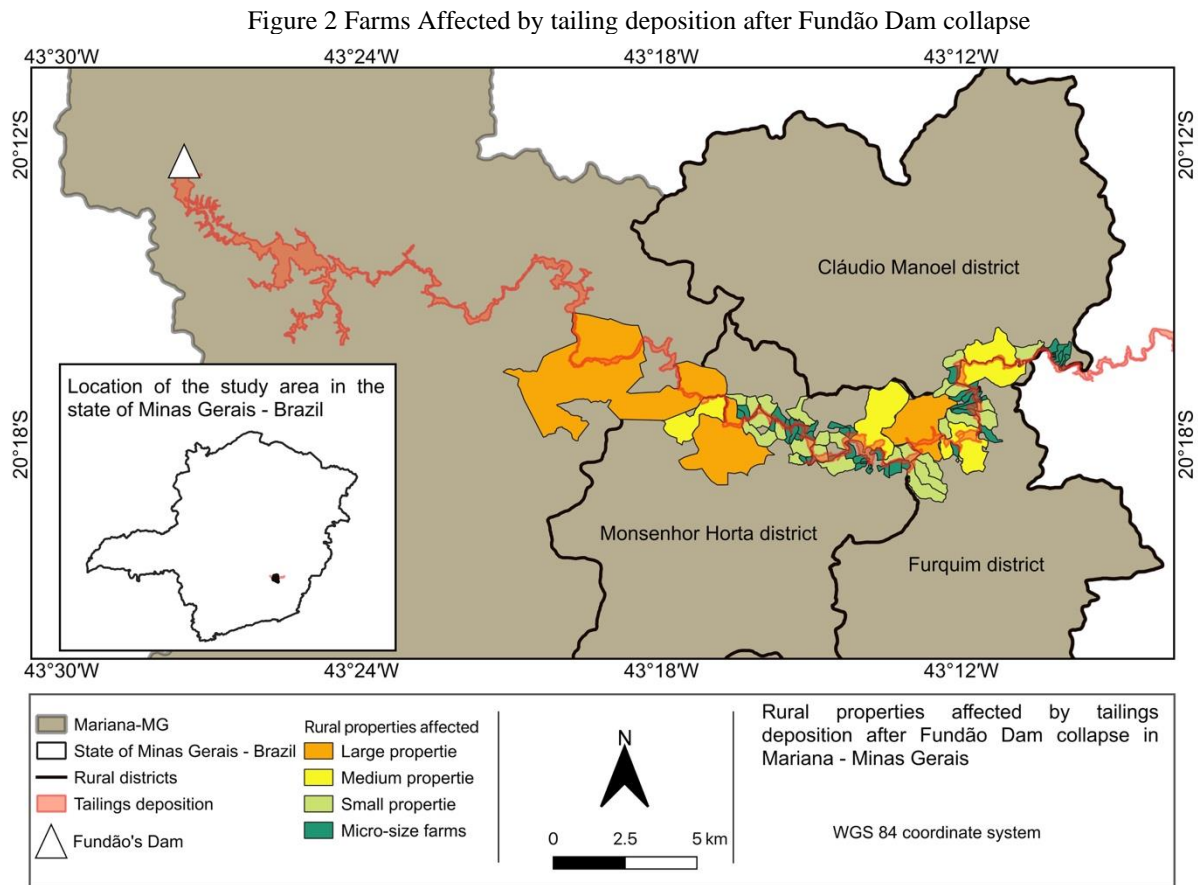 Figure 2 Farms Affected by tailing deposition after Fundão Dam collapse
43°30′W 43°24′W 43°18′W 43°12′W
20°12′S 20°12′S
Cláudio Manoel district
20°18′S 20°18′S
Location of the study area in the
state of Minas Gerais - Brazil
Monsenhor Horta district
Furquim district
43°30′W 43°24′W 43°18′W 43°12′W
Mariana-MG
State of Minas Gerais - Brazil
Rural districts
Tailings deposition
Fundão's Dam
Rural properties affected
Large propertie
Medium propertie
Small propertie
Micro-size farms
N
0 2.5 5 km
Rural properties affected by tailings
deposition after Fundão Dam collapse in
Mariana - Minas Gerais
WGS 84 coordinate system